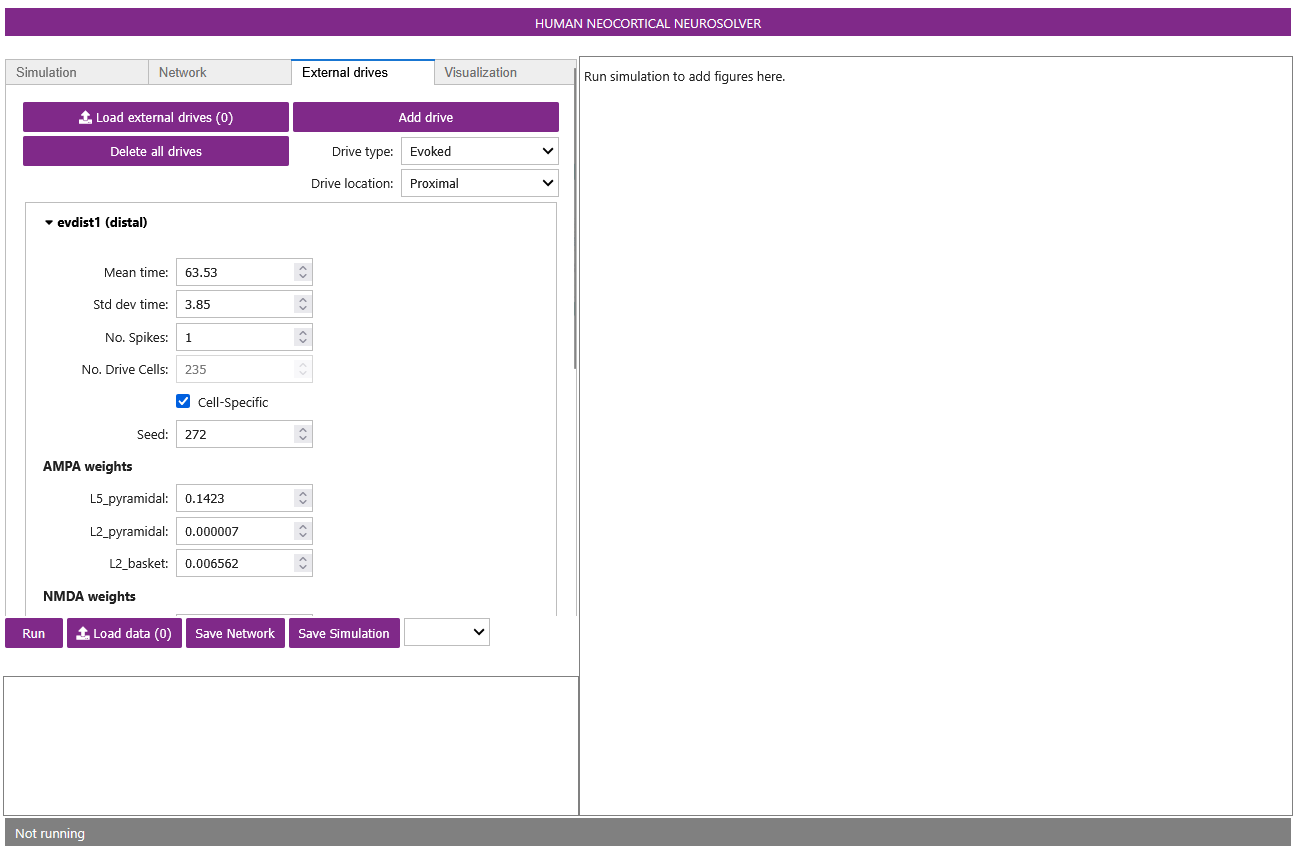 HUMAN NEOCORTICAL NEUROSOLVER
Simulation Network External drives Visualization
Load external drives (0) Add drive
Delete all drives Drive type: Evoked
Drive location: Proximal
evdist1 (distal)
Mean time: 63.53
Std dev time: 3.85
No. Spikes: 1
No. Drive Cells: 235
Cell-Specific
Seed: 272
AMPA weights
L5_pyramidal: 0.1423
L2_pyramidal: 0.000007
L2_basket: 0.006562
NMDA weights
Run Load data (0) Save Network Save Simulation
Run simulation to add figures here.
Not running